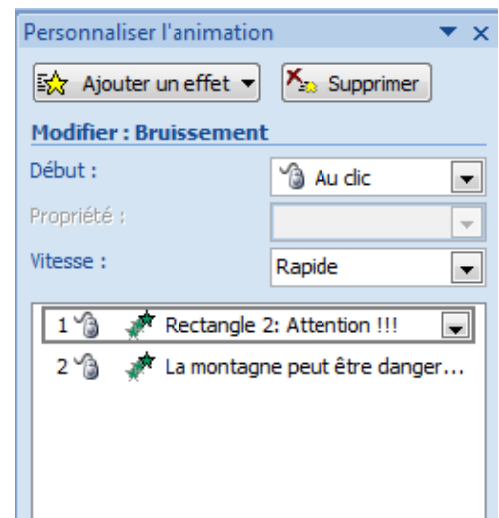 Personnaliser l'animation
Ajouter un effet Supprimer
Modifier : Bruissement
Début : Au clic
Propriété :
Vitesse : Rapide
1 Rectangle 2: Attention !!!
2 La montagne peut être danger...